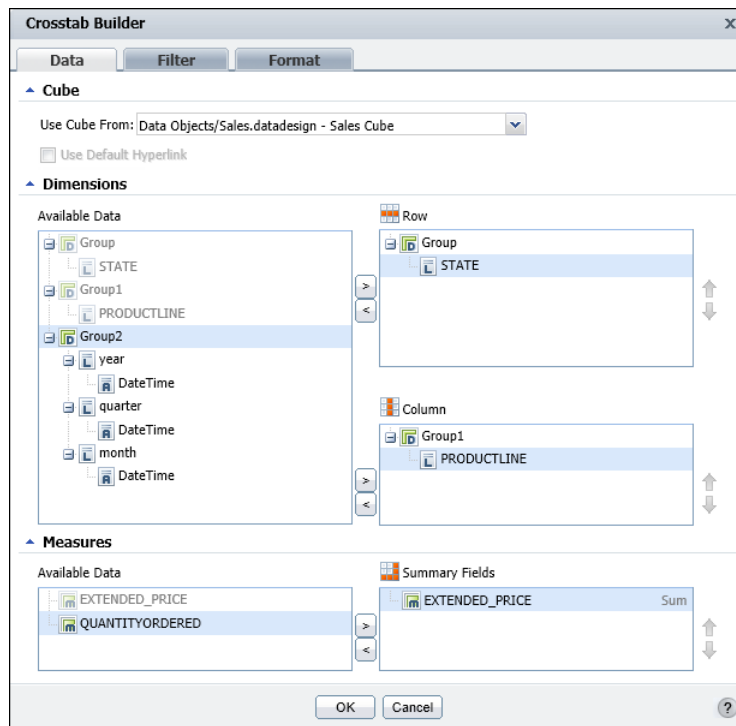 Crosstab Builder x
Data Filter Format
Cube
Use Cube From: Data Objects/Sales.datadesign - Sales Cube
Use Default Hyperlink
Dimensions
Available Data
Group
STATE
Group1
PRODUCTLINE
Group2
year
DateTime
quarter
DateTime
month
DateTime
> 
<
>
<
Row
Group
STATE
Column
Group1
PRODUCTLINE
Measures
Available Data
EXTENDED_PRICE
QUANTITYORDERED
>
<
Summary Fields
EXTENDED_PRICE Sum
OK Cancel ?